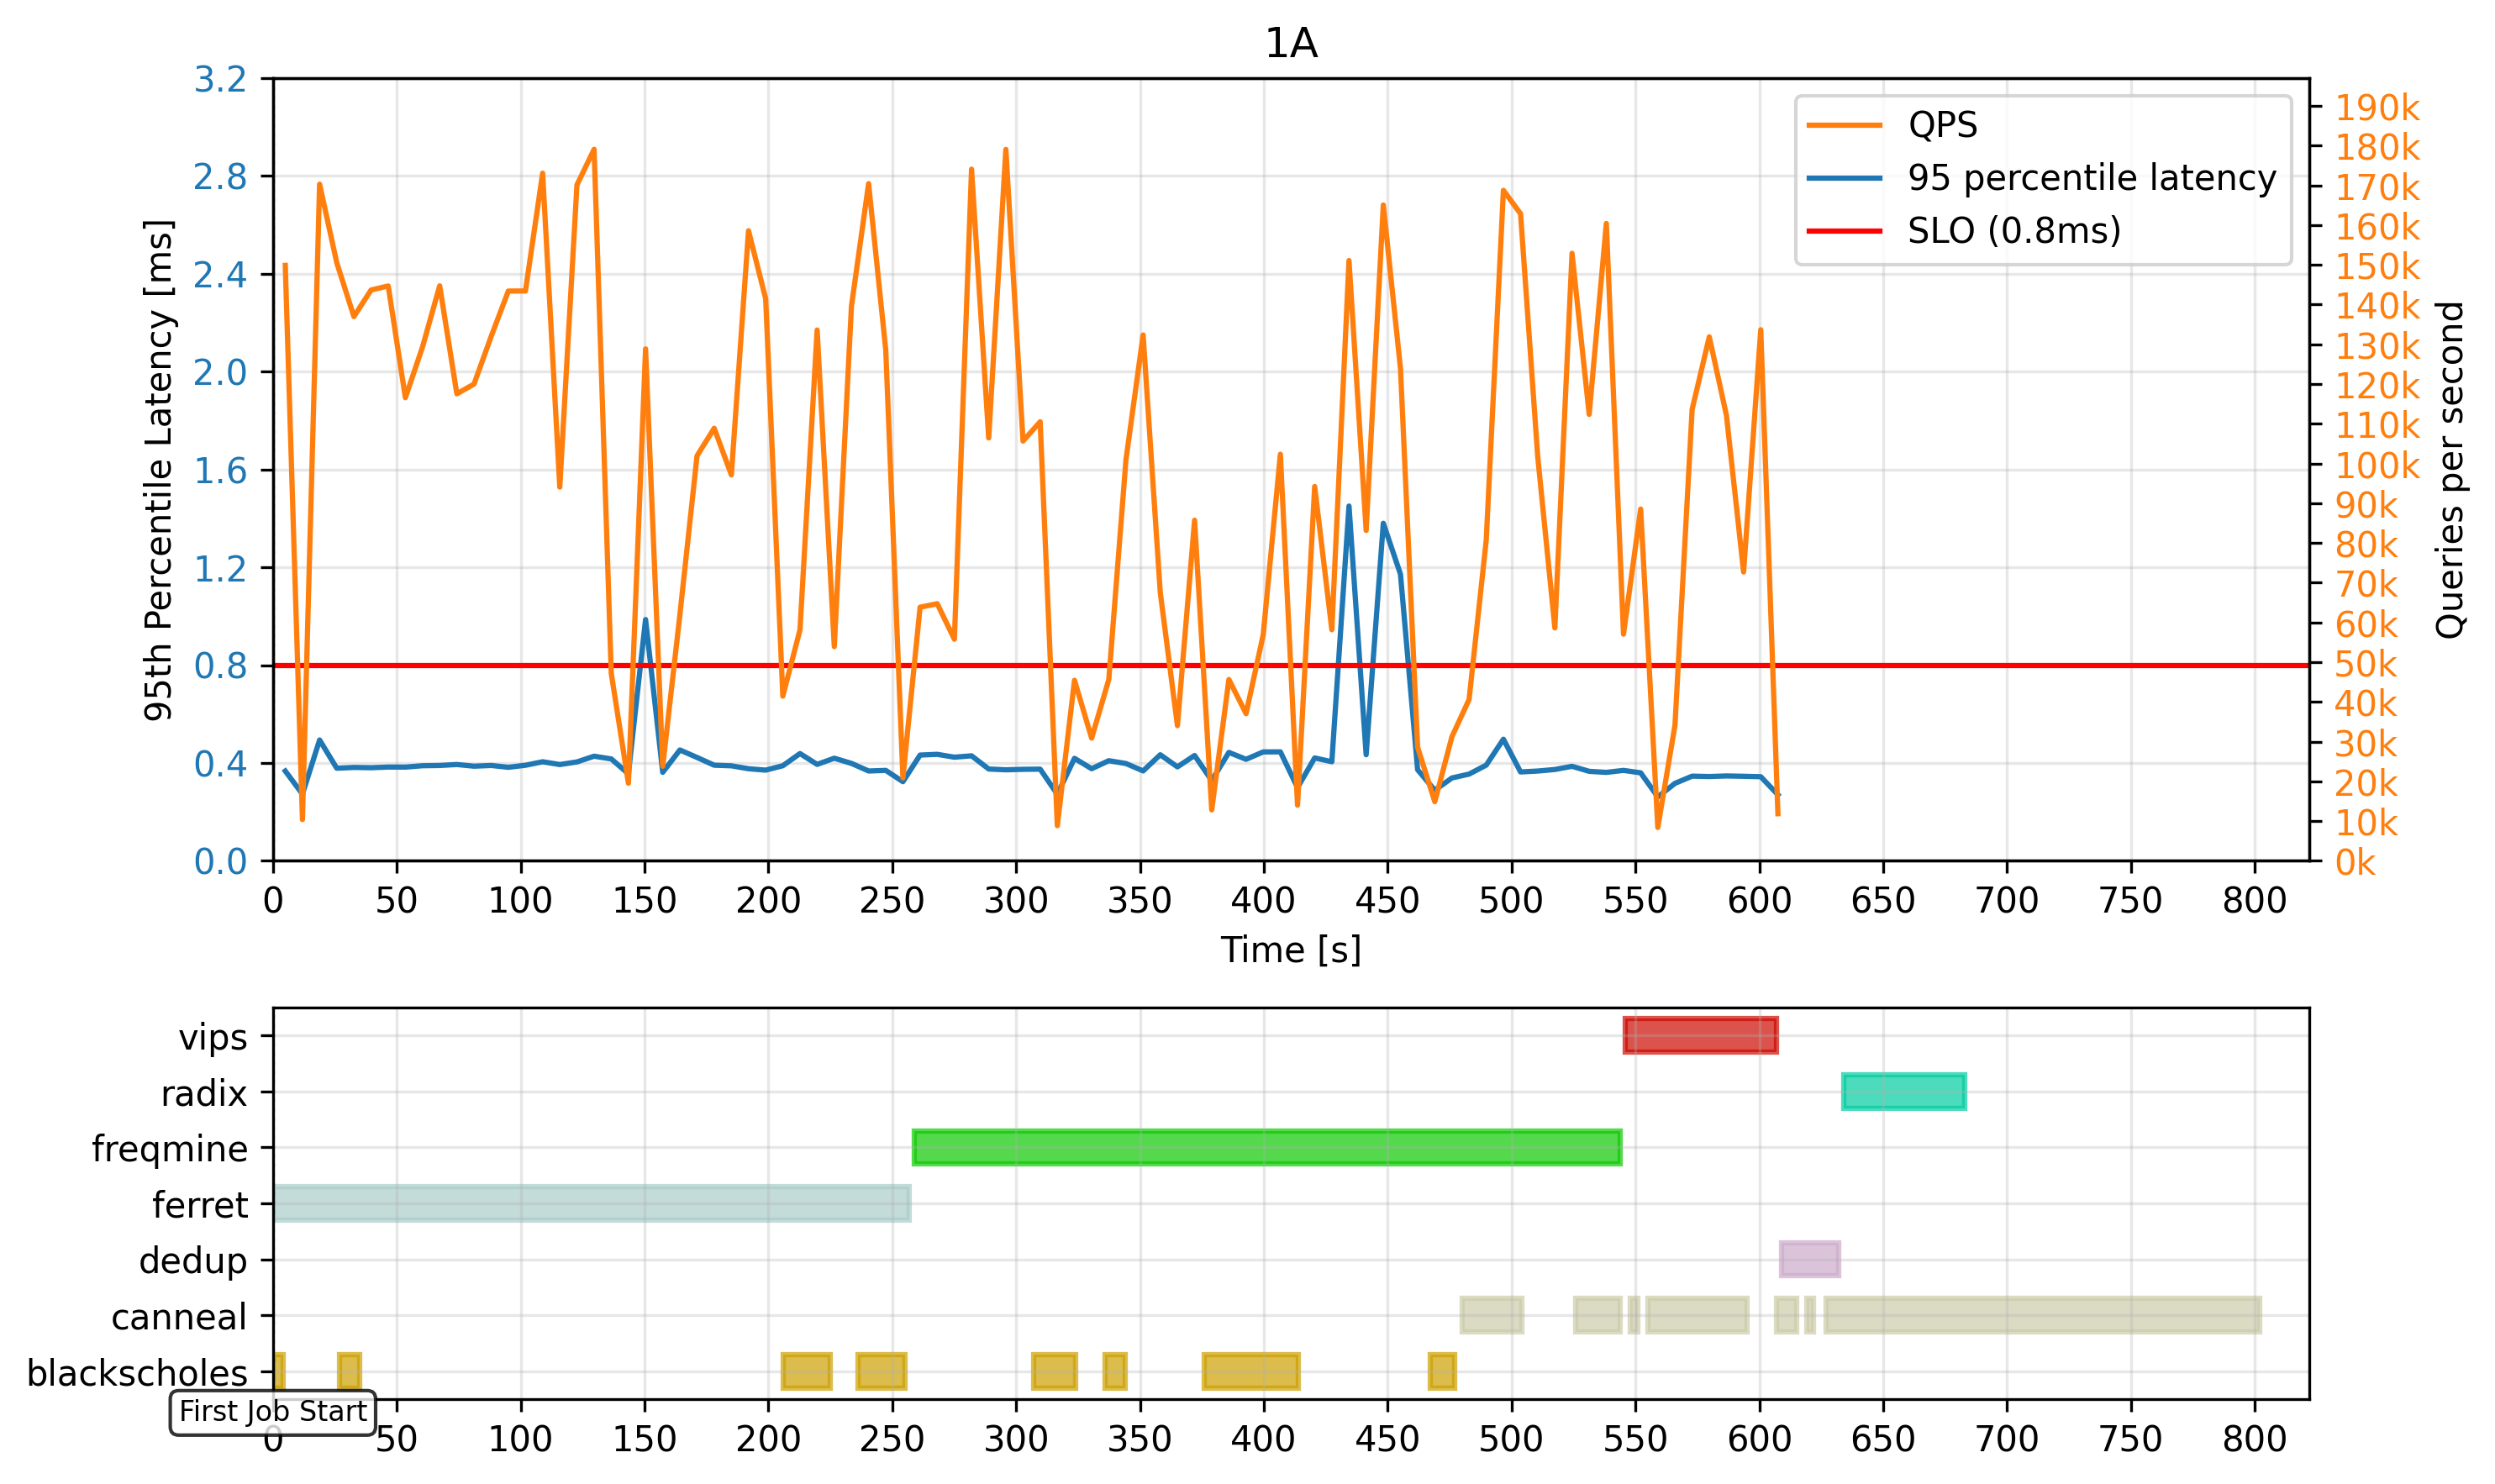 1A
3.2
2.8
2.4
2.0
1.6
1.2
0.8
0.4
0.0
95th Percentile Latency [ms]
QPS
95 percentile latency
SLO (0.8ms)
190k
180k
170k
160k
150k
140k
130k
120k
110k
100k
90k
80k
70k
60k
50k
40k
30k
20k
10k
0k
Queries per second
0 50 100 150 200 250 300 350 400 450 500 550 600 650 700 750 800
Time [s]
vips
radix
freqmine
ferret
dedup
canneal
blackscholes
First Job Start
0 50 100 150 200 250 300 350 400 450 500 550 600 650 700 750 800